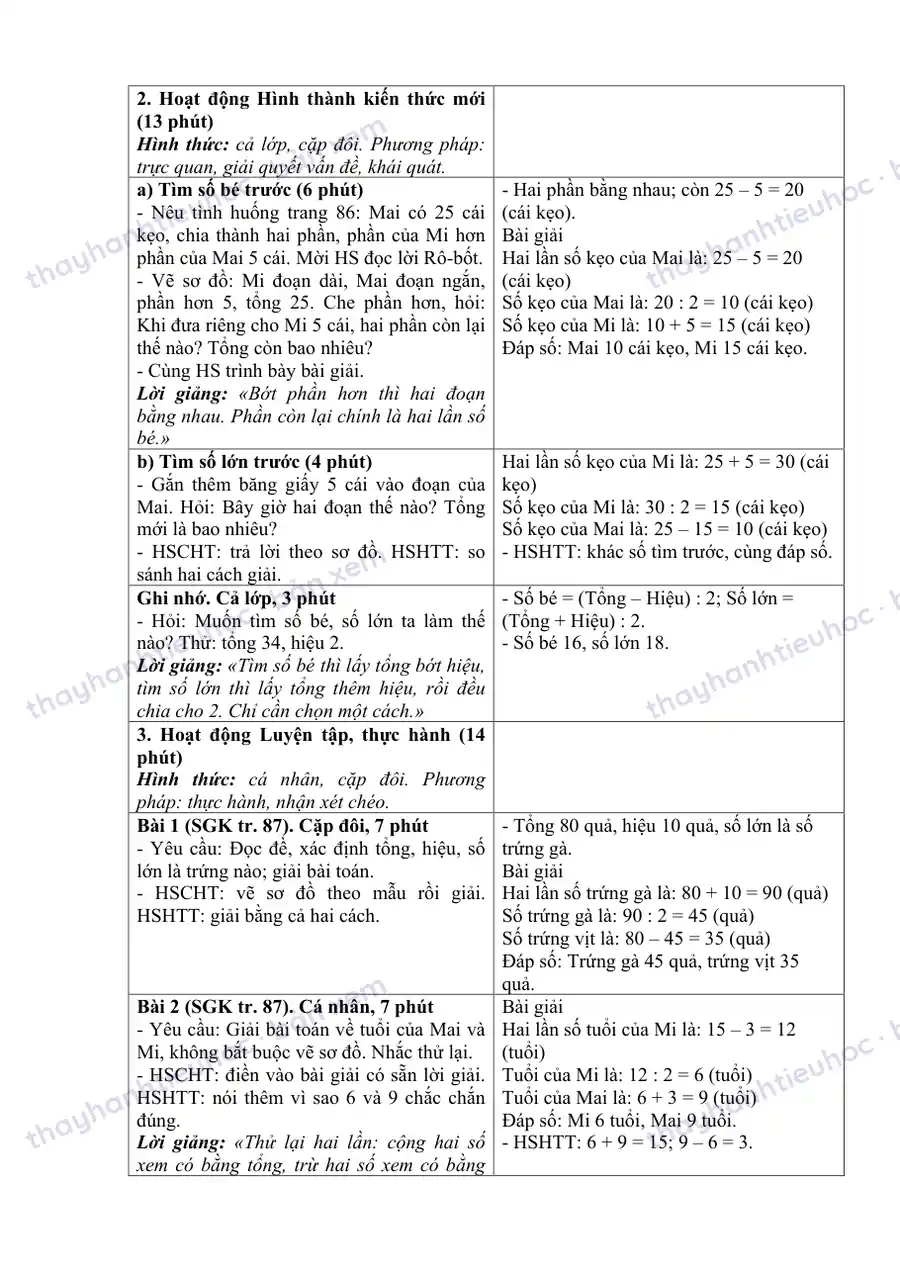 2. Hoạt động Hình thành kiến thức mới
(13 phút)
Hình thức: cả lớp, cặp đôi. Phương pháp:
trực quan, giải quyết vấn đề, khái quát.
a) Tìm số bé trước (6 phút)
- Nêu tình huống trang 86: Mai có 25 cái
kẹo, chia thành hai phần, phần của Mi hơn
phần của Mai 5 cái. Mời HS đọc lời Rô-bốt.
- Vẽ sơ đồ: Mi đoạn dài, Mai đoạn ngắn,
phần hơn 5, tổng 25. Che phần hơn, hỏi:
Khi đưa riêng cho Mi 5 cái, hai phần còn lại
thế nào? Tổng còn bao nhiêu?
- Cùng HS trình bày bài giải.
Lời giảng: «Bớt phần hơn thì hai đoạn
bằng nhau. Phần còn lại chính là hai lần số
bé.»
- Hai phần bằng nhau; còn 25 – 5 = 20
(cái kẹo).
Bài giải
Hai lần số kẹo của Mai là: 25 – 5 = 20
(cái kẹo)
Số kẹo của Mai là: 20 : 2 = 10 (cái kẹo)
Số kẹo của Mi là: 10 + 5 = 15 (cái kẹo)
Đáp số: Mai 10 cái kẹo, Mi 15 cái kẹo.
b) Tìm số lớn trước (4 phút)
- Gắn thêm băng giấy 5 cái vào đoạn của
Mai. Hỏi: Bây giờ hai đoạn thế nào? Tổng
mới là bao nhiêu?
- HSCHT: trả lời theo sơ đồ. HSHTT: so
sánh hai cách giải.
Hai lần số kẹo của Mi là: 25 + 5 = 30 (cái
kẹo)
Số kẹo của Mi là: 30 : 2 = 15 (cái kẹo)
Số kẹo của Mai là: 25 – 15 = 10 (cái kẹo)
- HSHTT: khác số tìm trước, cùng đáp số.
Ghi nhớ. Cả lớp, 3 phút
- Hỏi: Muốn tìm số bé, số lớn ta làm thế
nào? Thử: tổng 34, hiệu 2.
Lời giảng: «Tìm số bé thì lấy tổng bớt hiệu,
tìm số lớn thì lấy tổng thêm hiệu, rồi đều
chia cho 2. Chỉ cần chọn một cách.»
- Số bé = (Tổng – Hiệu) : 2; Số lớn =
(Tổng + Hiệu) : 2.
- Số bé 16, số lớn 18.
3. Hoạt động Luyện tập, thực hành (14
phút)
Hình thức: cá nhân, cặp đôi. Phương
pháp: thực hành, nhận xét chéo.
Bài 1 (SGK tr. 87). Cặp đôi, 7 phút
- Yêu cầu: Đọc đề, xác định tổng, hiệu, số
lớn là trứng nào; giải bài toán.
- HSCHT: vẽ sơ đồ theo mẫu rồi giải.
HSHTT: giải bằng cả hai cách.
- Tổng 80 quả, hiệu 10 quả, số lớn là số
trứng gà.
Bài giải
Hai lần số trứng gà là: 80 + 10 = 90 (quả)
Số trứng gà là: 90 : 2 = 45 (quả)
Số trứng vịt là: 80 – 45 = 35 (quả)
Đáp số: Trứng gà 45 quả, trứng vịt 35
quả.
Bài 2 (SGK tr. 87). Cá nhân, 7 phút
- Yêu cầu: Giải bài toán về tuổi của Mai và
Mi, không bắt buộc vẽ sơ đồ. Nhắc thử lại.
- HSCHT: điền vào bài giải có sẵn lời giải.
HSHTT: nói thêm vì sao 6 và 9 chắc chắn
đúng.
Lời giảng: «Thử lại hai lần: cộng hai số
xem có bằng tổng, trừ hai số xem có bằng
Bài giải
Hai lần số tuổi của Mi là: 15 – 3 = 12
(tuổi)
Tuổi của Mi là: 12 : 2 = 6 (tuổi)
Tuổi của Mai là: 6 + 3 = 9 (tuổi)
Đáp số: Mi 6 tuổi, Mai 9 tuổi.
- HSHTT: 6 + 9 = 15; 9 – 6 = 3.
thayhanhtieuhoc · bản xem
thayhanhtieuhoc · b
thayhanhtieuhoc · bản xem
thayhanhtieuhoc · b
thayhanhtieuhoc · bản xem
thayhanhtieuhoc · b